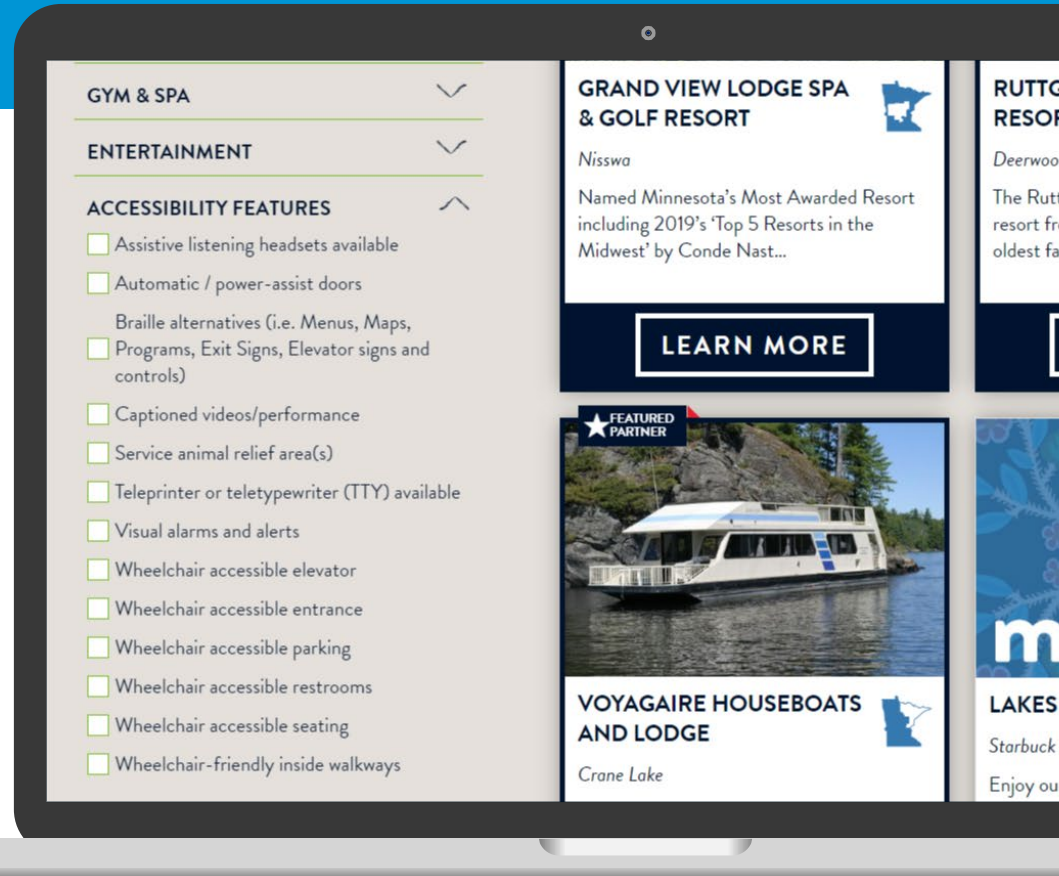 GYM & SPA
ENTERTAINMENT
ACCESSIBILITY FEATURES
Assistive listening headsets available
Automatic / power-assist doors
Braille alternatives (i.e. Menus, Maps,
Programs, Exit Signs, Elevator signs and
controls)
Captioned videos/performance
Service animal relief area(s)
Teleprinter or teletypewriter (TTY) available
Visual alarms and alerts
Wheelchair accessible elevator
Wheelchair accessible entrance
Wheelchair accessible parking
Wheelchair accessible restrooms
Wheelchair accessible seating
Wheelchair-friendly inside walkways
GRAND VIEW LODGE SPA
& GOLF RESORT
Nisswa
Named Minnesota's Most Awarded Resort
including 2019's 'Top 5 Resorts in the
Midwest' by Conde Nast...
LEARN MORE
FEATURED
PARTNER
VOYAGAIRE HOUSEBOATS
AND LODGE
Crane Lake
The
resort
oldest
LAKES
Starbuck
Enjoy